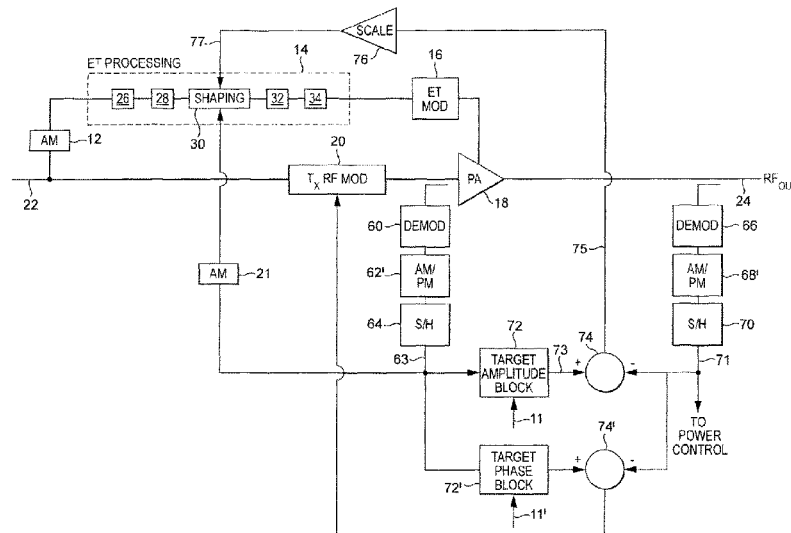 77
SCALE
76
ET PROCESSING
14
16
26
28
SHAPING
32
34
ET
MOD
30
AM
12
20
22
TX RF MOD
PA
18
24
RFOU
60
DEMOD
66
DEMOD
75
AM
21
62'
AM/
PM
AM/
PM
68'
64
S/H
S/H
70
63
72
TARGET
AMPLITUDE
BLOCK
73
74
+
-
71
11
TO
POWER
CONTROL
74'
TARGET
PHASE
BLOCK
72'
+
-
11'